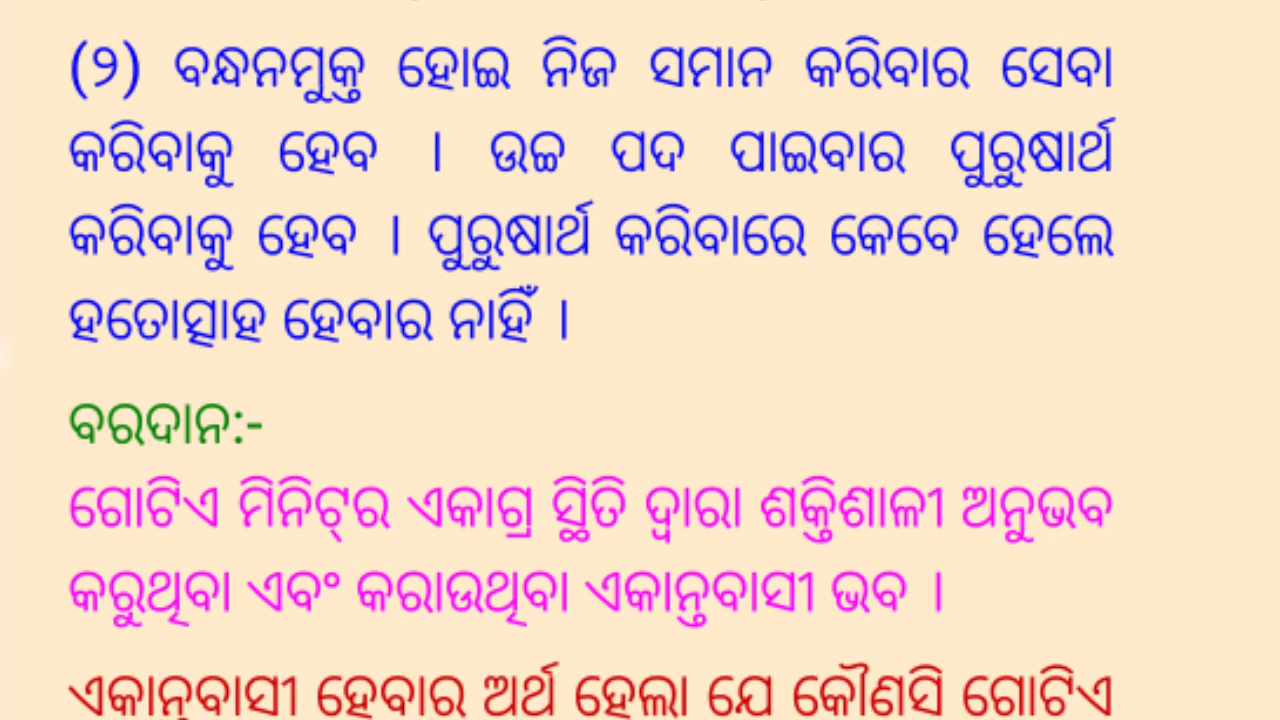 (୨) ବନ୍ଧନମୁକ୍ତ ହୋଇ ନିଜ ସମାନ କରିବାର ସେବା
କରିବାକୁ ହେବ । ଉଚ୍ଚ ପଦ ପାଇବାର ପୁରୁଷାର୍ଥ
କରିବାକୁ ହେବ । ପୁରୁଷାର୍ଥ କରିବାରେ କେବେ ହେଲେ
ହତୋତ୍ସାହ ହେବାର ନାହିଁ ।
ବରଦାନ:-
ଗୋଟିଏ ମିନିଟ୍‌ର ଏକାଗ୍ର ସ୍ଥିତି ଦ୍ୱାରା ଶକ୍ତିଶାଳୀ ଅନୁଭବ
କରୁଥିବା ଏବଂ କରାଉଥିବା ଏକାନ୍ତବାସୀ ଭବ ।
ଏକାନ୍ତବାସୀ ହେବାର ଅର୍ଥ ହେଲା ଯେ କୌଣସି ଗୋଟିଏ